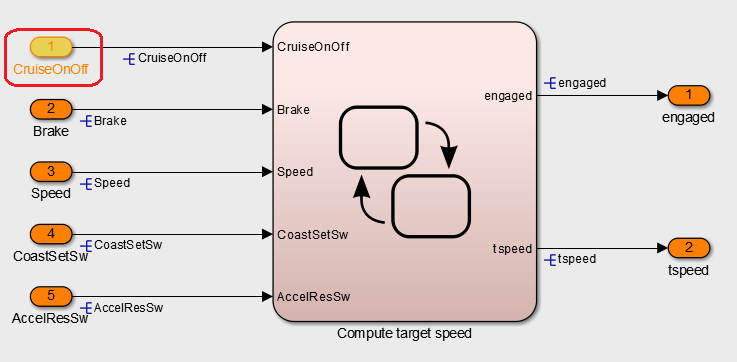 1
CruiseOnOff
CruiseOnOff
CruiseOnOff
2
Brake
Brake
Brake
3
Speed
Speed
Speed
4
CoastSetSw
CoastSetSw
CoastSetSw
5
AccelResSw
AccelResSw
AccelResSw
engaged
engaged
1
engaged
tspeed
tspeed
2
tspeed
Compute target speed